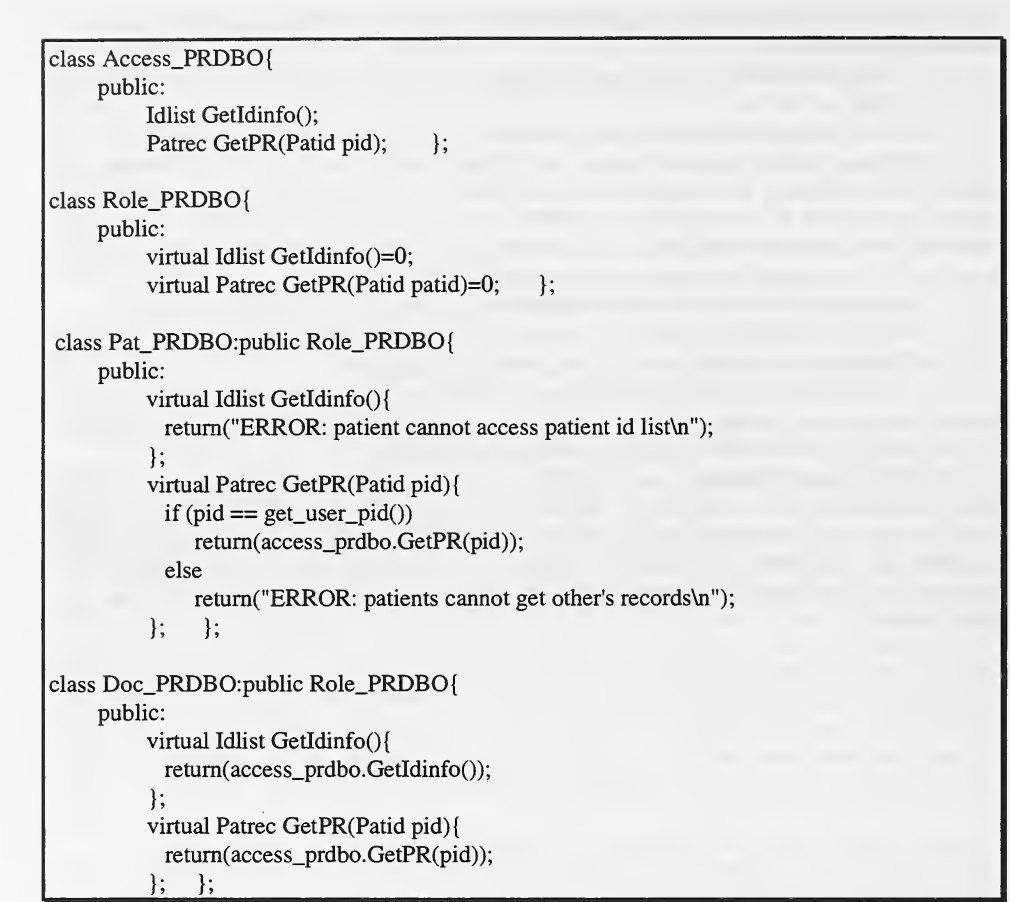 class Access_PRDBO{
public:
Idlist GetIdinfo();
Patrec GetPR(Patid pid); };
class Role_PRDBO{
public:
virtual Idlist GetIdinfo()=0;
virtual Patrec GetPR(Patid patid)=0; };
class Pat_PRDBO:public Role_PRDBO{
public:
virtual Idlist GetIdinfo(){
return("ERROR: patient cannot access patient id list\n");
};
virtual Patrec GetPR(Patid pid){
if (pid == get_user_pid())
return(access_prdbo.GetPR(pid));
else
return("ERROR: patients cannot get other's records\n");
}; };
class Doc_PRDBO:public Role_PRDBO{
public:
virtual Idlist GetIdinfo(){
return(access_prdbo.GetIdinfo());
};
virtual Patrec GetPR(Patid pid){
return(access_prdbo.GetPR(pid));
}; };